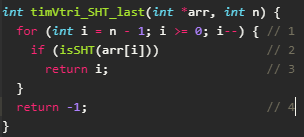 int timVtri_SHT_last(int *arr, int n) {
for (int i = n - 1; i >= 0; i--) { // 1
if (isSHT(arr[i])) // 2
return i; // 3
}
return -1; // 4
}